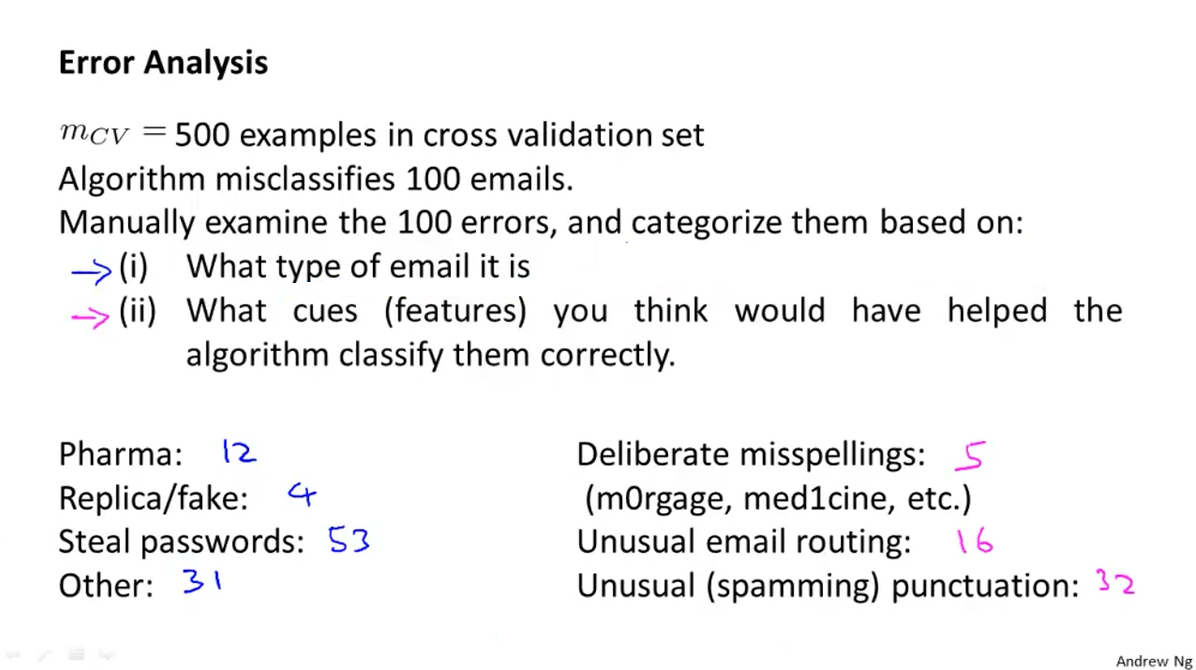 Error Analysis
m_CV = 500 examples in cross validation set
Algorithm misclassifies 100 emails.
Manually examine the 100 errors, and categorize them based on:
→ (i) What type of email it is
→ (ii) What cues (features) you think would have helped the
algorithm classify them correctly.
Pharma: 12
Replica/fake: 4
Steal passwords: 53
Other: 31
Deliberate misspellings: 5
(m0rgage, med1cine, etc.)
Unusual email routing: 16
Unusual (spamming) punctuation: 32
Andrew Ng